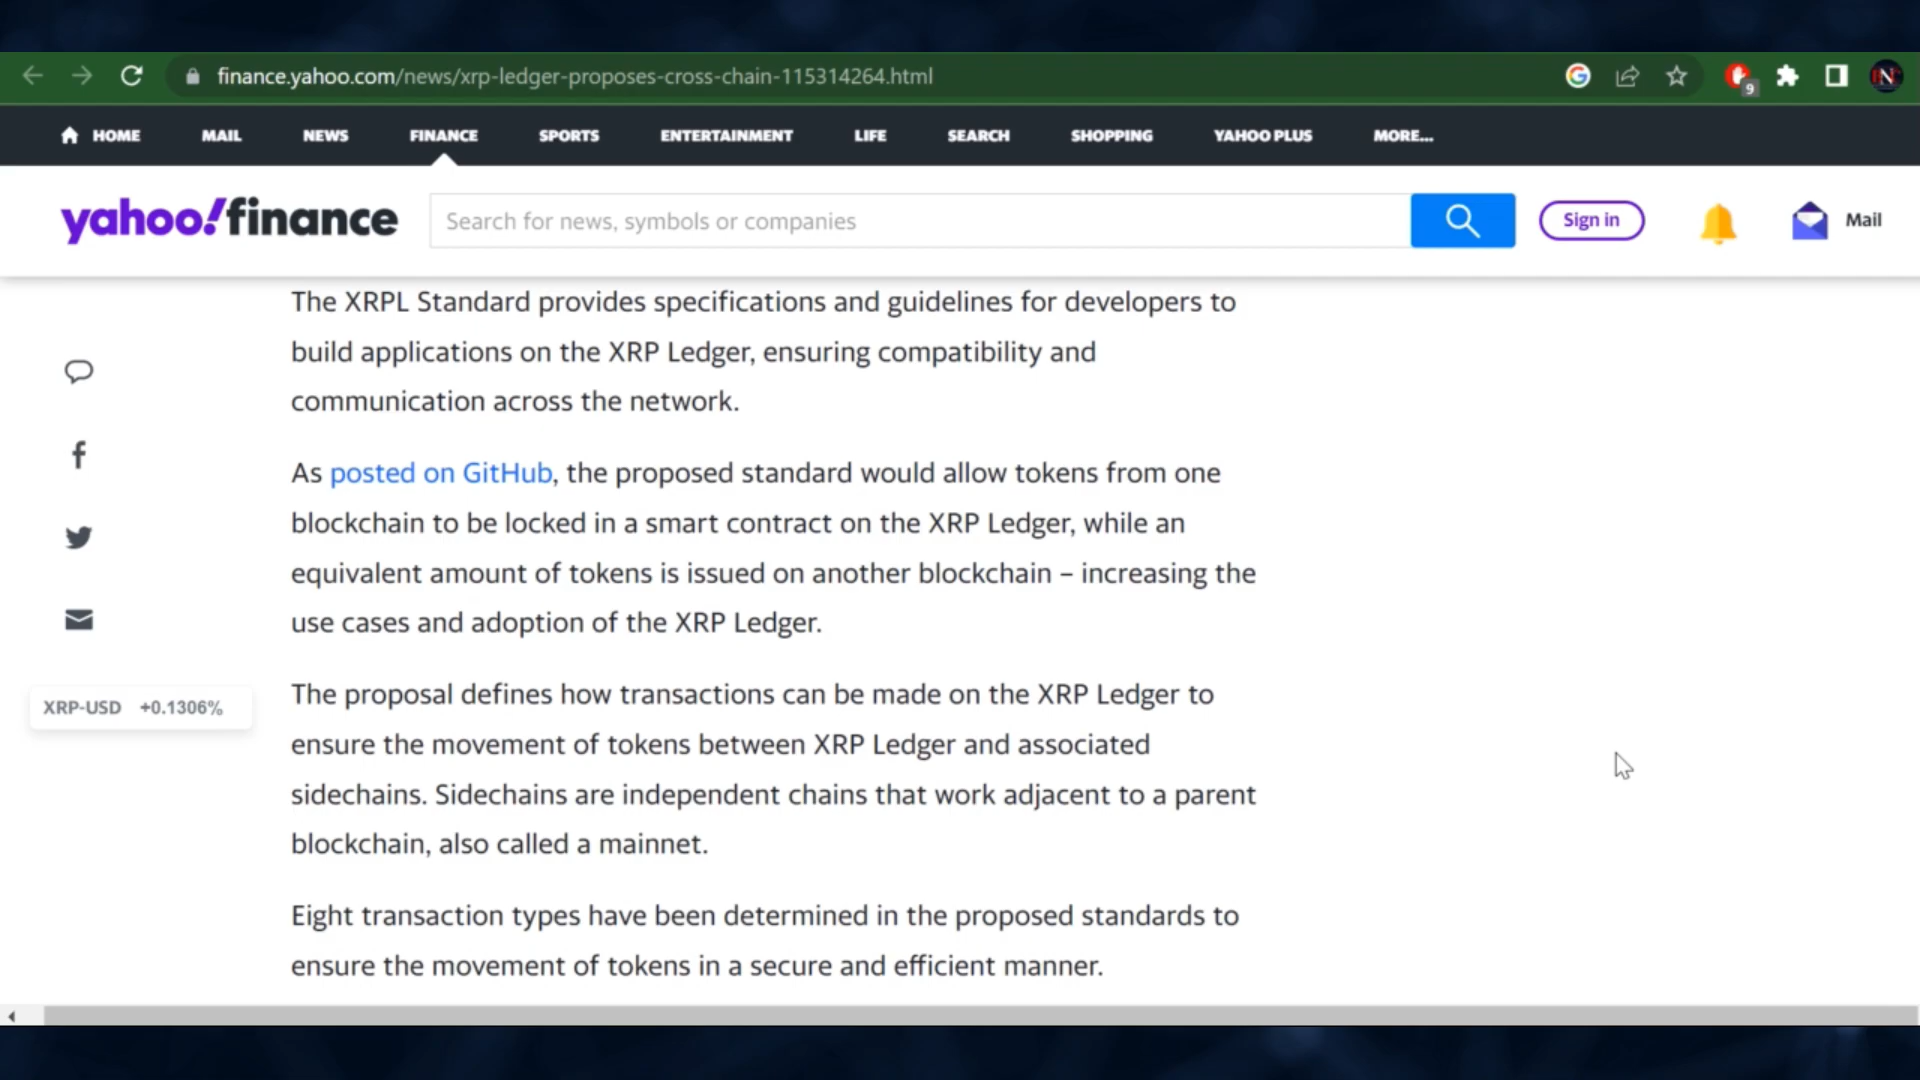 finance.yahoo.com/news/xrp-ledger-proposes-cross-chain-115314264.html
9
HOME MAIL NEWS FINANCE SPORTS ENTERTAINMENT LIFE SEARCH SHOPPING YAHOO PLUS MORE...
yahoo!finance
Search for news, symbols or companies
Sign in
Mail
The XRPL Standard provides specifications and guidelines for developers to
build applications on the XRP Ledger, ensuring compatibility and
communication across the network.
As posted on GitHub, the proposed standard would allow tokens from one
blockchain to be locked in a smart contract on the XRP Ledger, while an
equivalent amount of tokens is issued on another blockchain – increasing the
use cases and adoption of the XRP Ledger.
XRP-USD +0.1306%
The proposal defines how transactions can be made on the XRP Ledger to
ensure the movement of tokens between XRP Ledger and associated
sidechains. Sidechains are independent chains that work adjacent to a parent
blockchain, also called a mainnet.
Eight transaction types have been determined in the proposed standards to
ensure the movement of tokens in a secure and efficient manner.